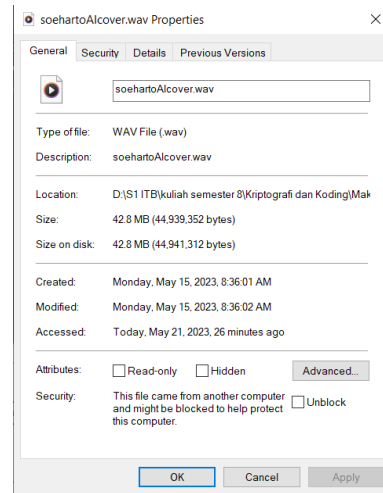 soehartoAIcover.wav Properties
General Security Details Previous Versions
soehartoAIcover.wav
Type of file: WAV File (.wav)
Description: soehartoAIcover.wav
Location: D:\S1 ITB\kuliah semester 8\Kriptografi dan Koding\Mak
Size: 42.8 MB (44,939,352 bytes)
Size on disk: 42.8 MB (44,941,312 bytes)
Created: Monday, May 15, 2023, 8:36:01 AM
Modified: Monday, May 15, 2023, 8:36:02 AM
Accessed: Today, May 21, 2023, 26 minutes ago
Attributes: Read-only Hidden Advanced...
Security: This file came from another computer
and might be blocked to help protect
this computer.
Unblock
OK Cancel Apply